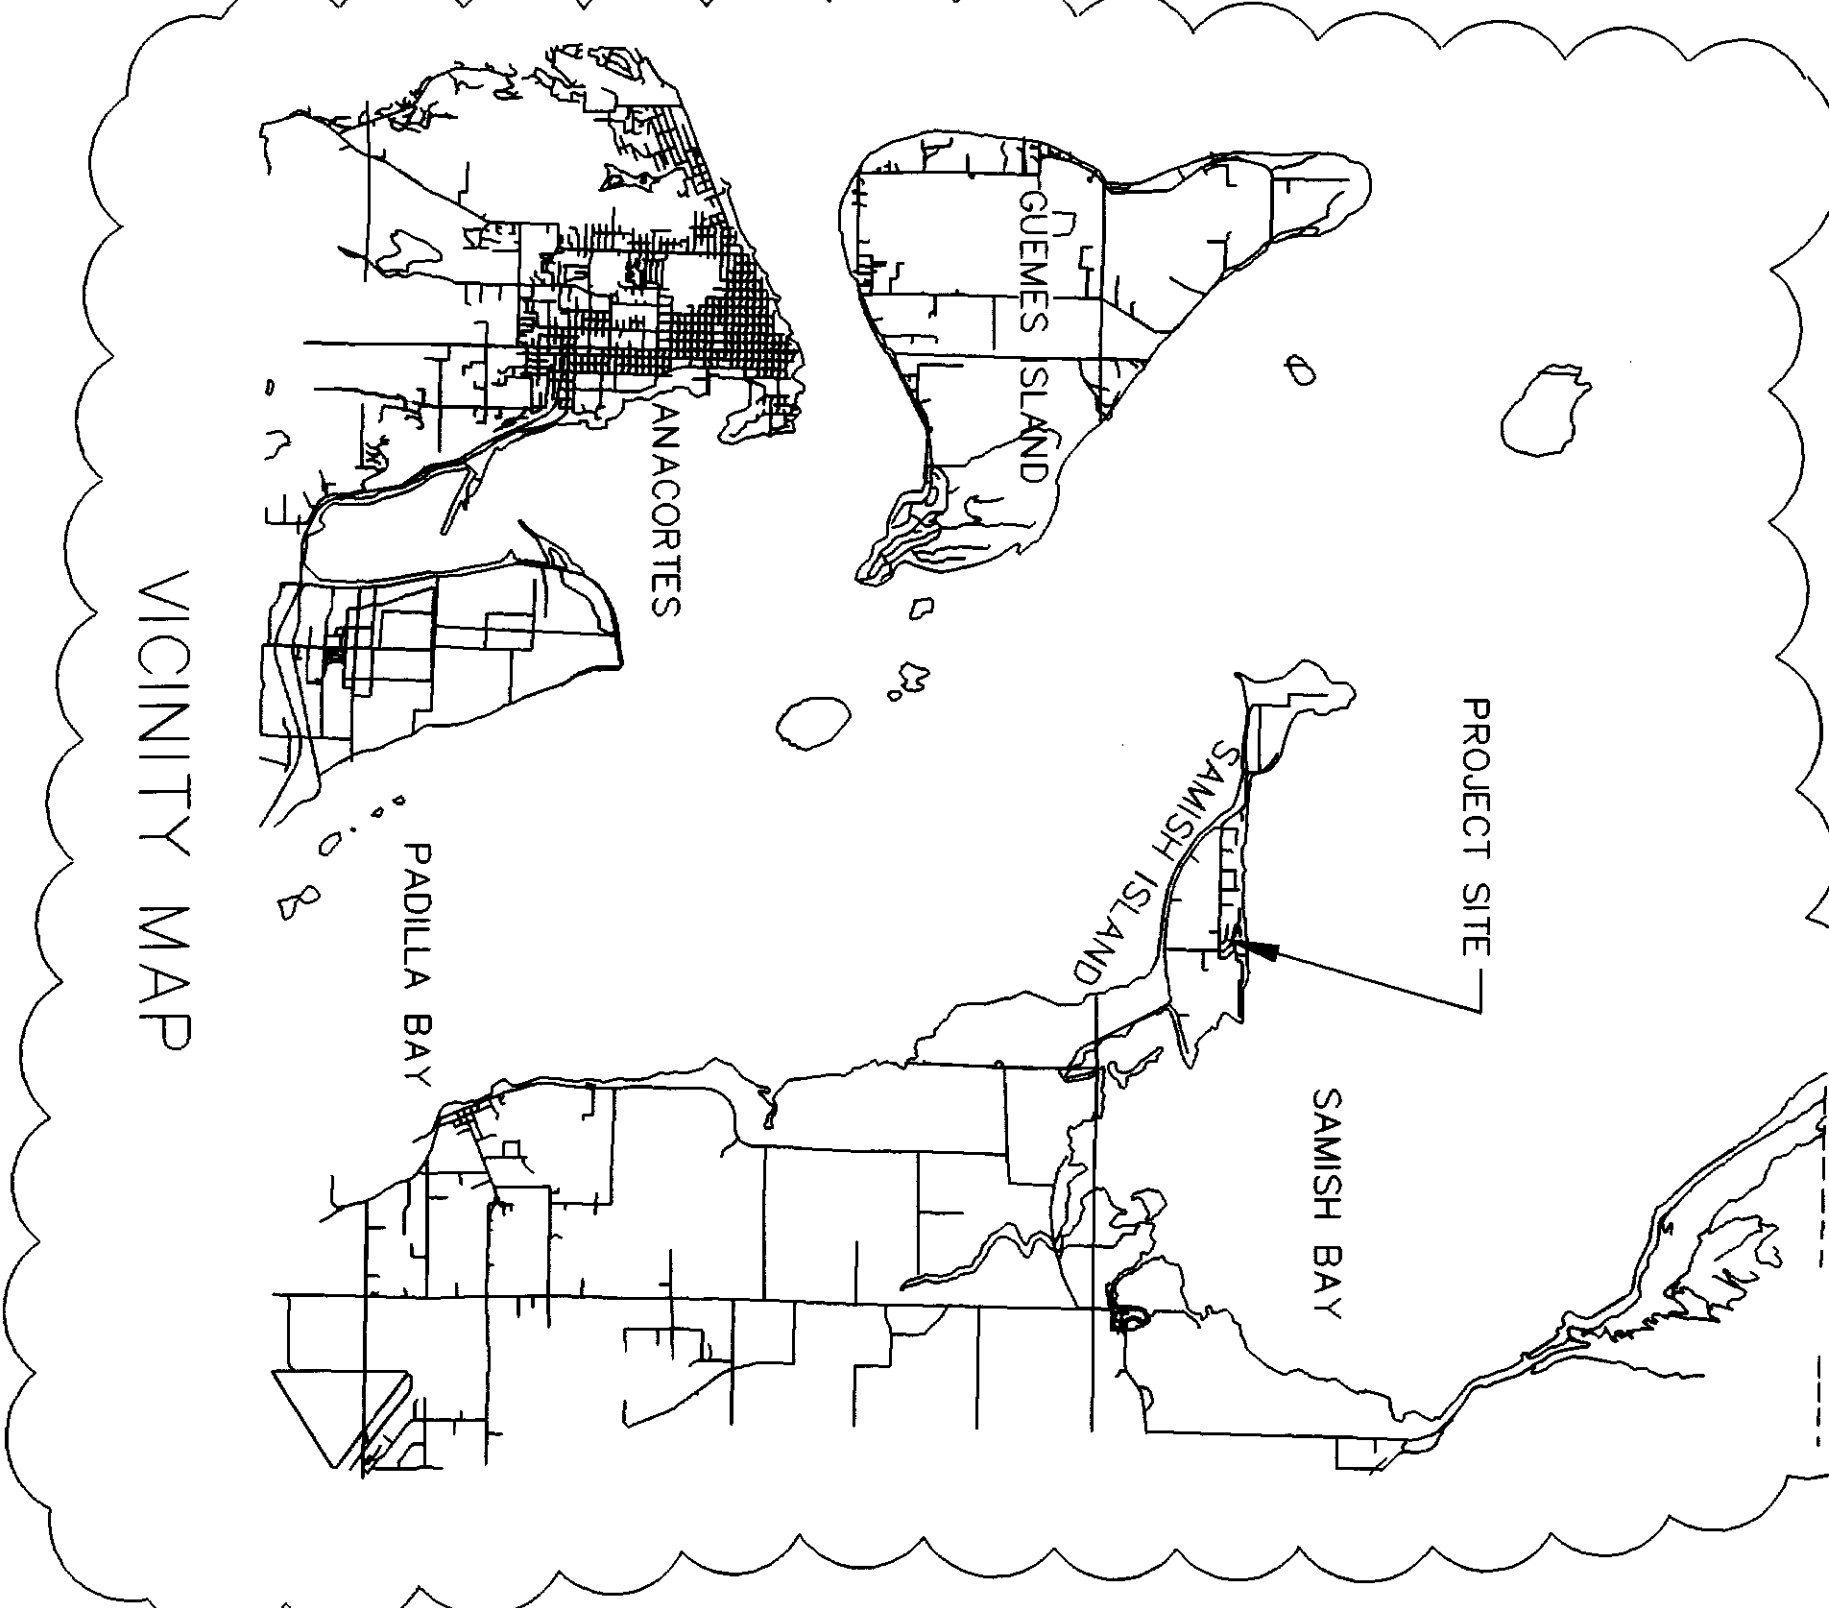 PROJECT SITE
SAMISH BAY
SAMISH ISLAND
GUEMES ISLAND
ANACORTES
PADILLA BAY
VICINITY MAP